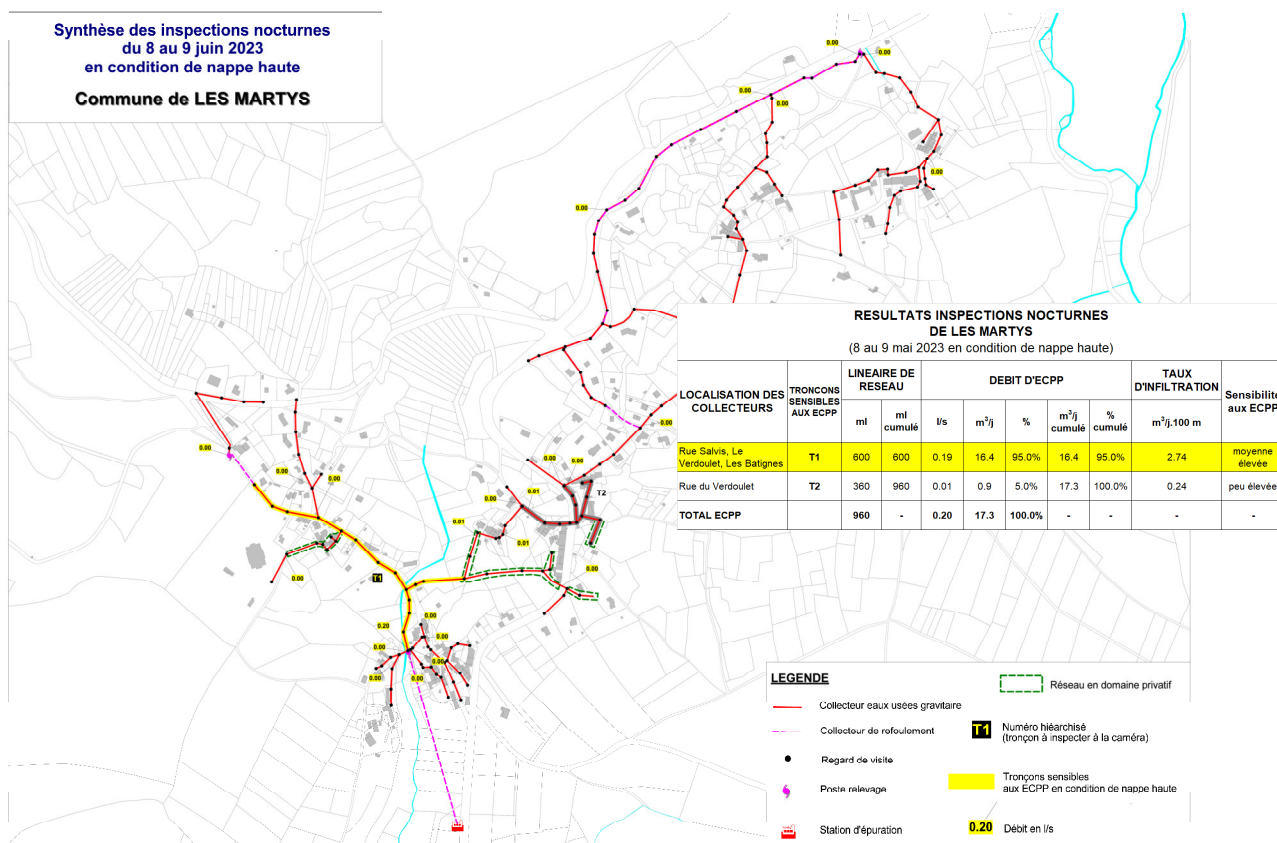 Synthèse des inspections nocturnes
du 8 au 9 juin 2023
en condition de nappe haute
Commune de LES MARTYS
0.00
0.00
0.00
0.00
0.00
0.00
RESULTATS INSPECTIONS NOCTURNES
DE LES MARTYS
(8 au 9 mai 2023 en condition de nappe haute)
LOCALISATION DES COLLECTEURS
TRONCONS SENSIBLES AUX ECPP
LINEAIRE DE RESEAU
DEBIT D'ECPP
TAUX D'INFILTRATION
Sensibilité aux ECPP
ml
ml cumulé
l/s
m³/j
%
m³/j cumulé
% cumulé
m³/j.100 m
Rue Salvis, Le Verdoulet, Les Batignes T1 600 600 0.19 16.4 95.0% 16.4 95.0% 2.74 moyenne élevée
Rue du Verdoulet T2 360 960 0.01 0.9 5.0% 17.3 100.0% 0.24 peu élevée
TOTAL ECPP 960 - 0.20 17.3 100.0% - - - -
0.00
0.00
0.00
0.00
0.00
0.00
0.00
0.01
T2
0.01
0.01
0.00
0.00
T1
0.20
0.00
0.00
0.00
0.00
0.00
0.00
LEGENDE
Collecteur eaux usées gravitaire
Collecteur de refoulement
Regard de visite
Poste relevage
Station d'épuration
Réseau en domaine privatif
T1 Numéro hiéarchisé
(tronçon à inspecter à la caméra)
Tronçons sensibles
aux ECPP en condition de nappe haute
0.20 Débit en l/s